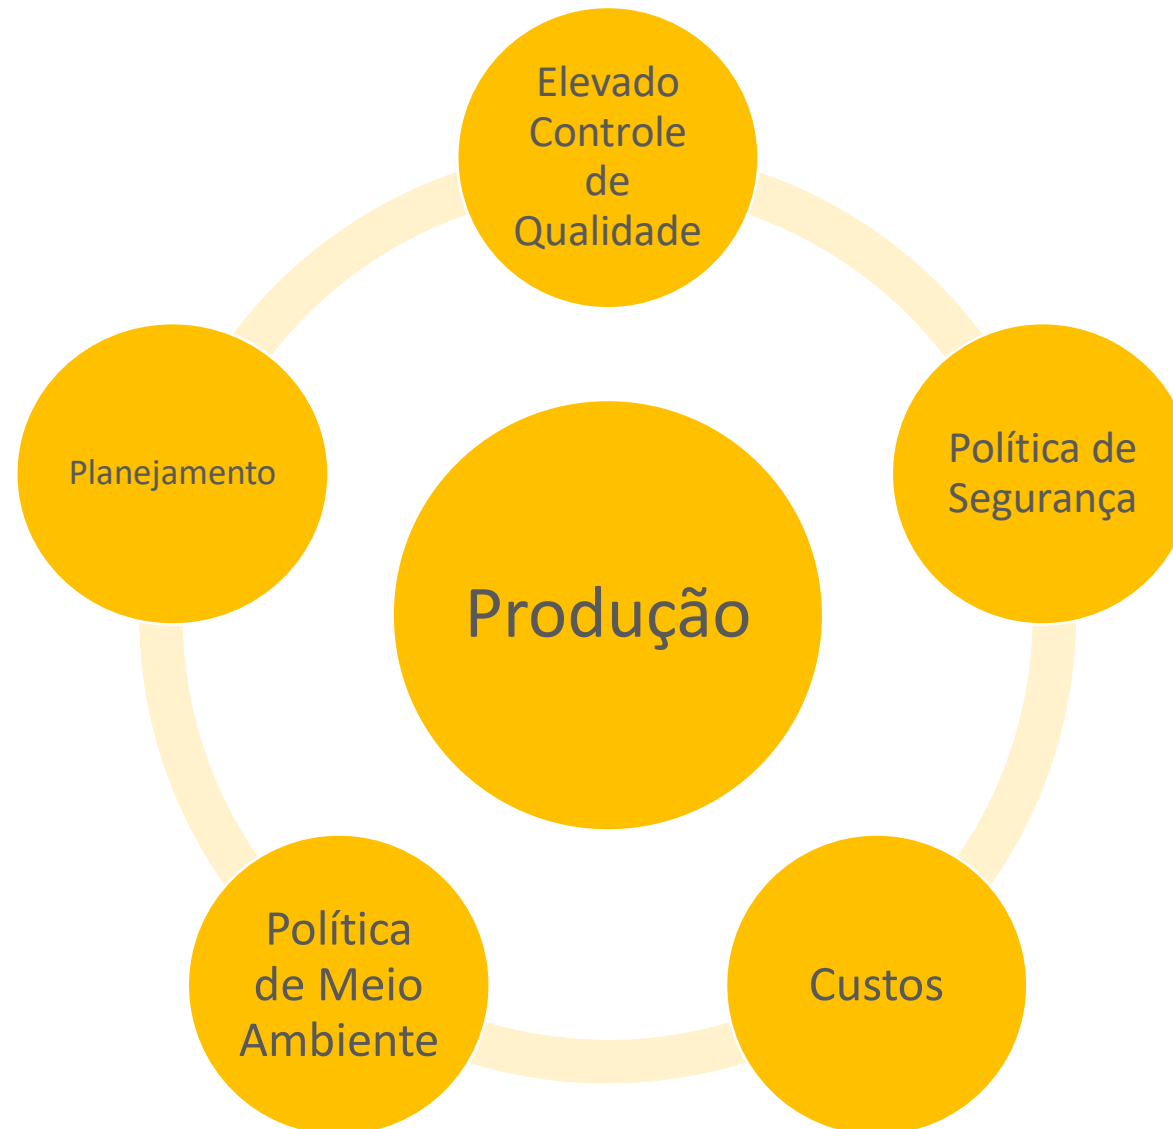 Elevado
Controle
de
Qualidade
Política de
Segurança
Planejamento
Produção
Política
de Meio
Ambiente
Custos